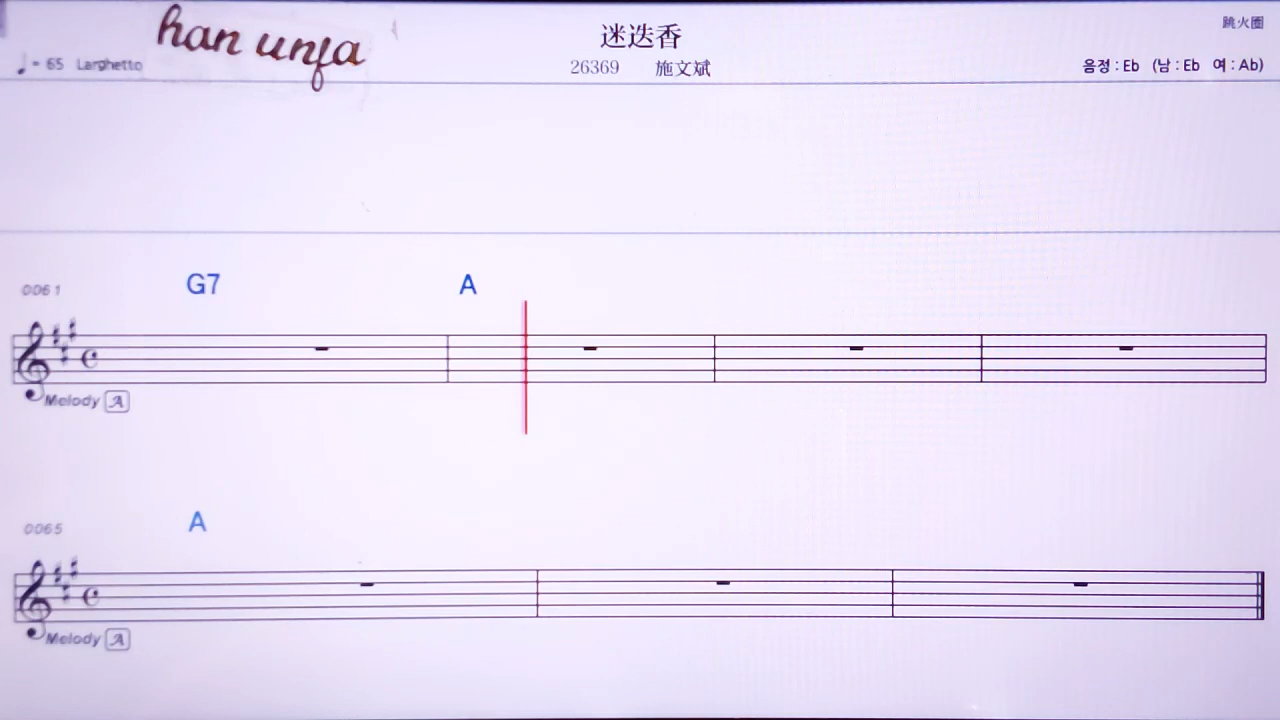 han unfa
迷迭香
跳火圈
♩ = 65 Larghetto
26369 施文斌
음정 : Eb (남 : Eb 여 : Ab)
0061
G7 A
Melody A
0065
A
Melody A